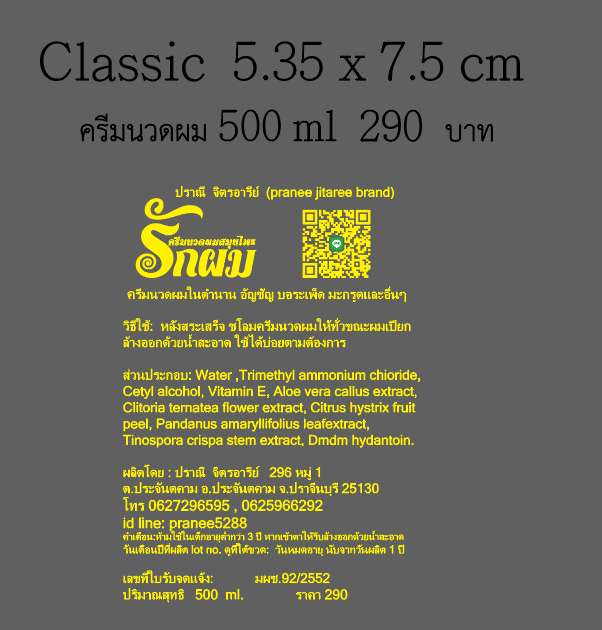 Classic 5.35 x 7.5 cm
ครีมนวดผม 500 ml 290 บาท
ปราณี จิตรอารีย์ (pranee jitaree brand)
ครีมนวดผมสมุนไพร
รักผม
ครีมนวดผมในตำนาน อัญชัญ บอระเพ็ด มะกรูดและอื่นๆ
วิธีใช้: หลังสระเสร็จ ชโลมครีมนวดผมให้ทั่วขณะผมเปียก
ล้างออกด้วยน้ำสะอาด ใช้ได้บ่อยตามต้องการ
ส่วนประกอบ: Water ,Trimethyl ammonium chioride,
Cetyl alcohol, Vitamin E, Aloe vera callus extract,
Clitoria ternatea flower extract, Citrus hystrix fruit
peel, Pandanus amaryllifolius leafextract,
Tinospora crispa stem extract, Dmdm hydantoin.
ผลิตโดย : ปราณี จิตรอารีย์ 296 หมู่ 1
ต.ประจันตคาม อ.ประจันตคาม จ.ปราจีนบุรี 25130
โทร 0627296595 , 0625966292
id line: pranee5288
คำเตือน:ห้ามใช้ในเด็กอายุต่ำกว่า 3 ปี หากเข้าตาให้รีบล้างออกด้วยน้ำสะอาด
วันเดือนปีที่ผลิต lot no. ดูที่ใต้ขวด: วันหมดอายุ นับจากวันผลิต 1 ปี
เลขที่ใบรับจดแจ้ง: มผช.92/2552
ปริมาณสุทธิ 500 ml. ราคา 290